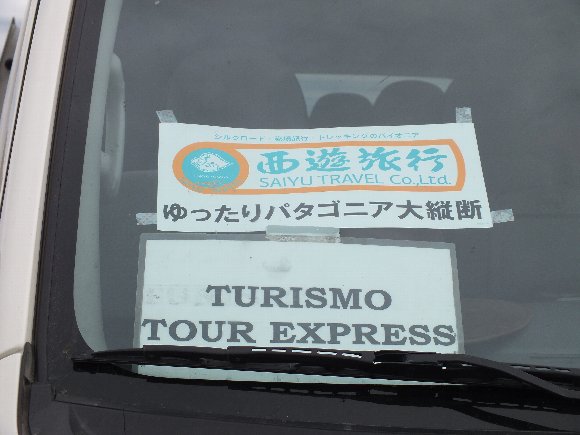 シルクロード・秘境旅行・トレッキングのパイオニア
西遊旅行
SAIYU TRAVEL Co.,Ltd.
ゆったりパタゴニア大縦断
TURISMO
TOUR EXPRESS